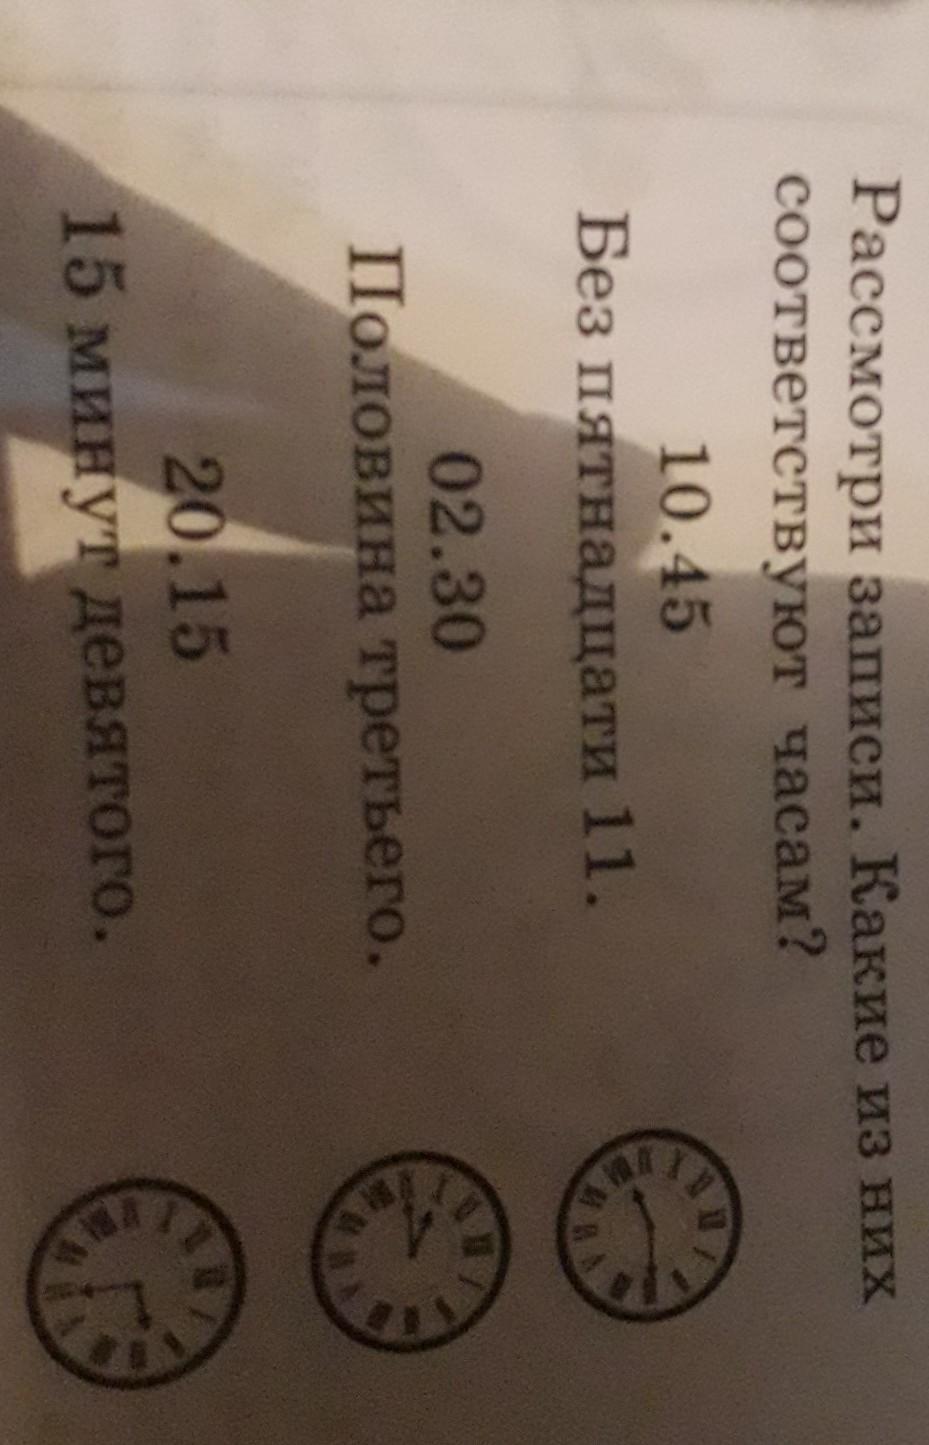 Рассмотри записи. Какие из них
соответствуют часам?
10.45
Без пятнадцати 11.
02.30
Половина третьего.
20.15
15 минут девятого.